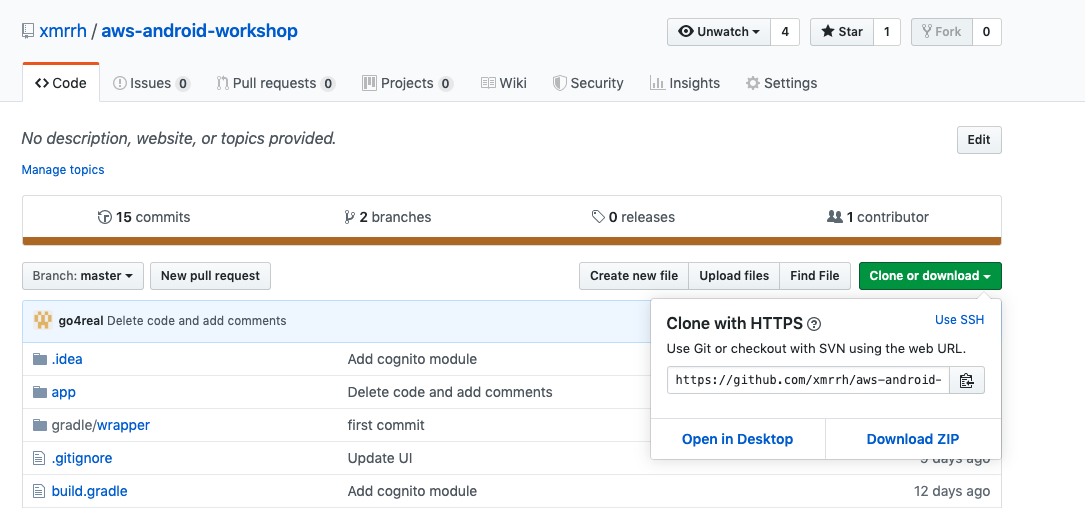 xmrrh / aws-android-workshop
Unwatch 4 Star 1 Fork 0
Code Issues 0 Pull requests 0 Projects 0 Wiki Security Insights Settings
No description, website, or topics provided.
Edit
Manage topics
15 commits 2 branches 0 releases 1 contributor
Branch: master New pull request Create new file Upload files Find File Clone or download
go4real Delete code and add comments
Clone with HTTPS
Use SSH
Use Git or checkout with SVN using the web URL.
https://github.com/xmrrh/aws-android-
Open in Desktop Download ZIP
.idea Add cognito module
app Delete code and add comments
gradle/wrapper first commit
.gitignore Update UI 9 days ago
build.gradle Add cognito module 12 days ago